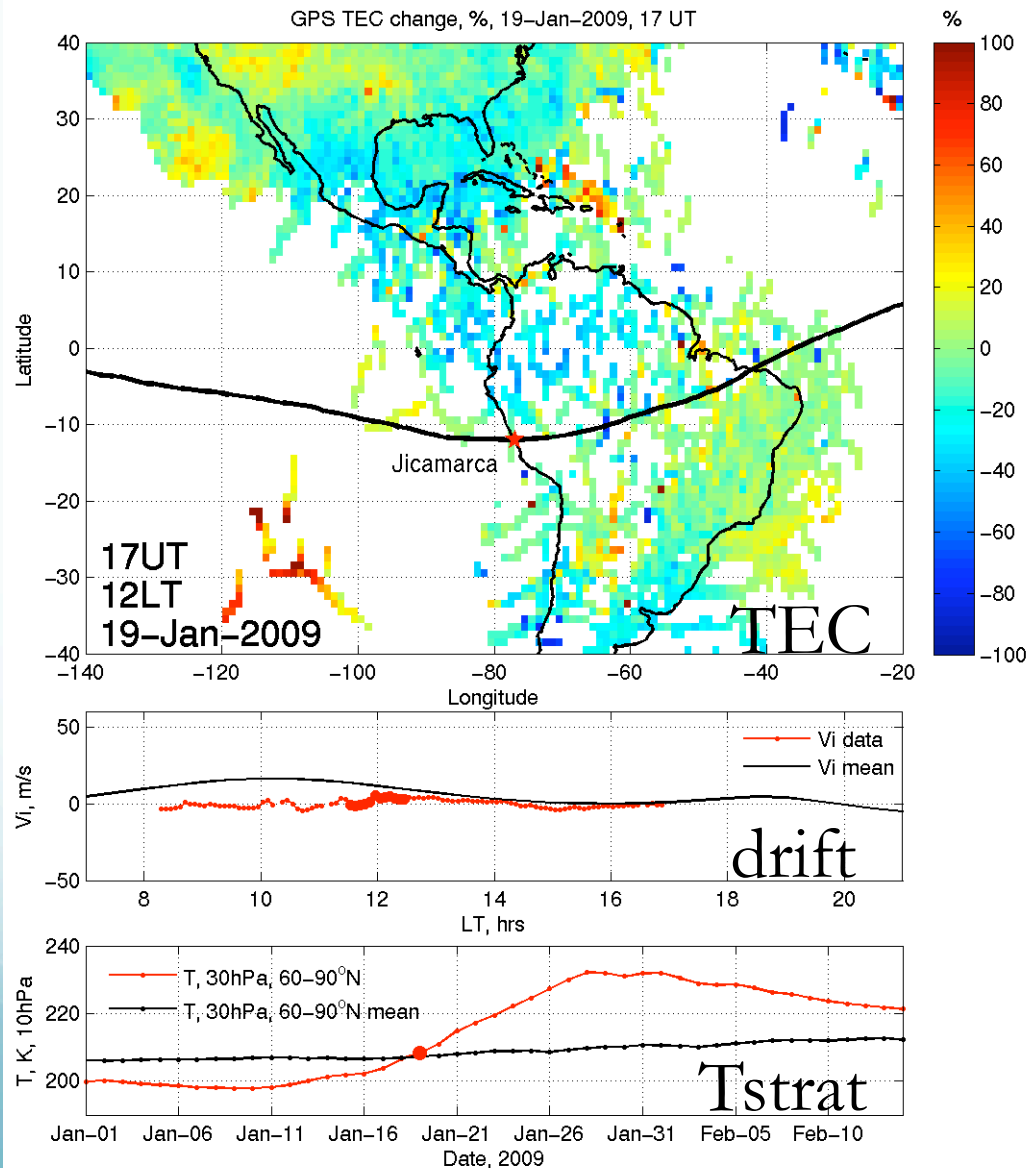 GPS TEC change, %, 19−Jan−2009, 17 UT
%
40
30
20
10
0
−10
−20
−30
−40
Latitude
100
80
60
40
20
0
−20
−40
−60
−80
−100
Jicamarca
17UT
12LT
19−Jan−2009
TEC
−140
−120
−100
−80
−60
−40
−20
Longitude
50
0
−50
Vi, m/s
Vi data
Vi mean
drift
8
10
12
14
16
18
20
LT, hrs
240
220
200
T, K, 10hPa
T, 30hPa, 60−90°N
T, 30hPa, 60−90°N mean
Tstrat
Jan−01
Jan−06
Jan−11
Jan−16
Jan−21
Jan−26
Jan−31
Feb−05
Feb−10
Date, 2009